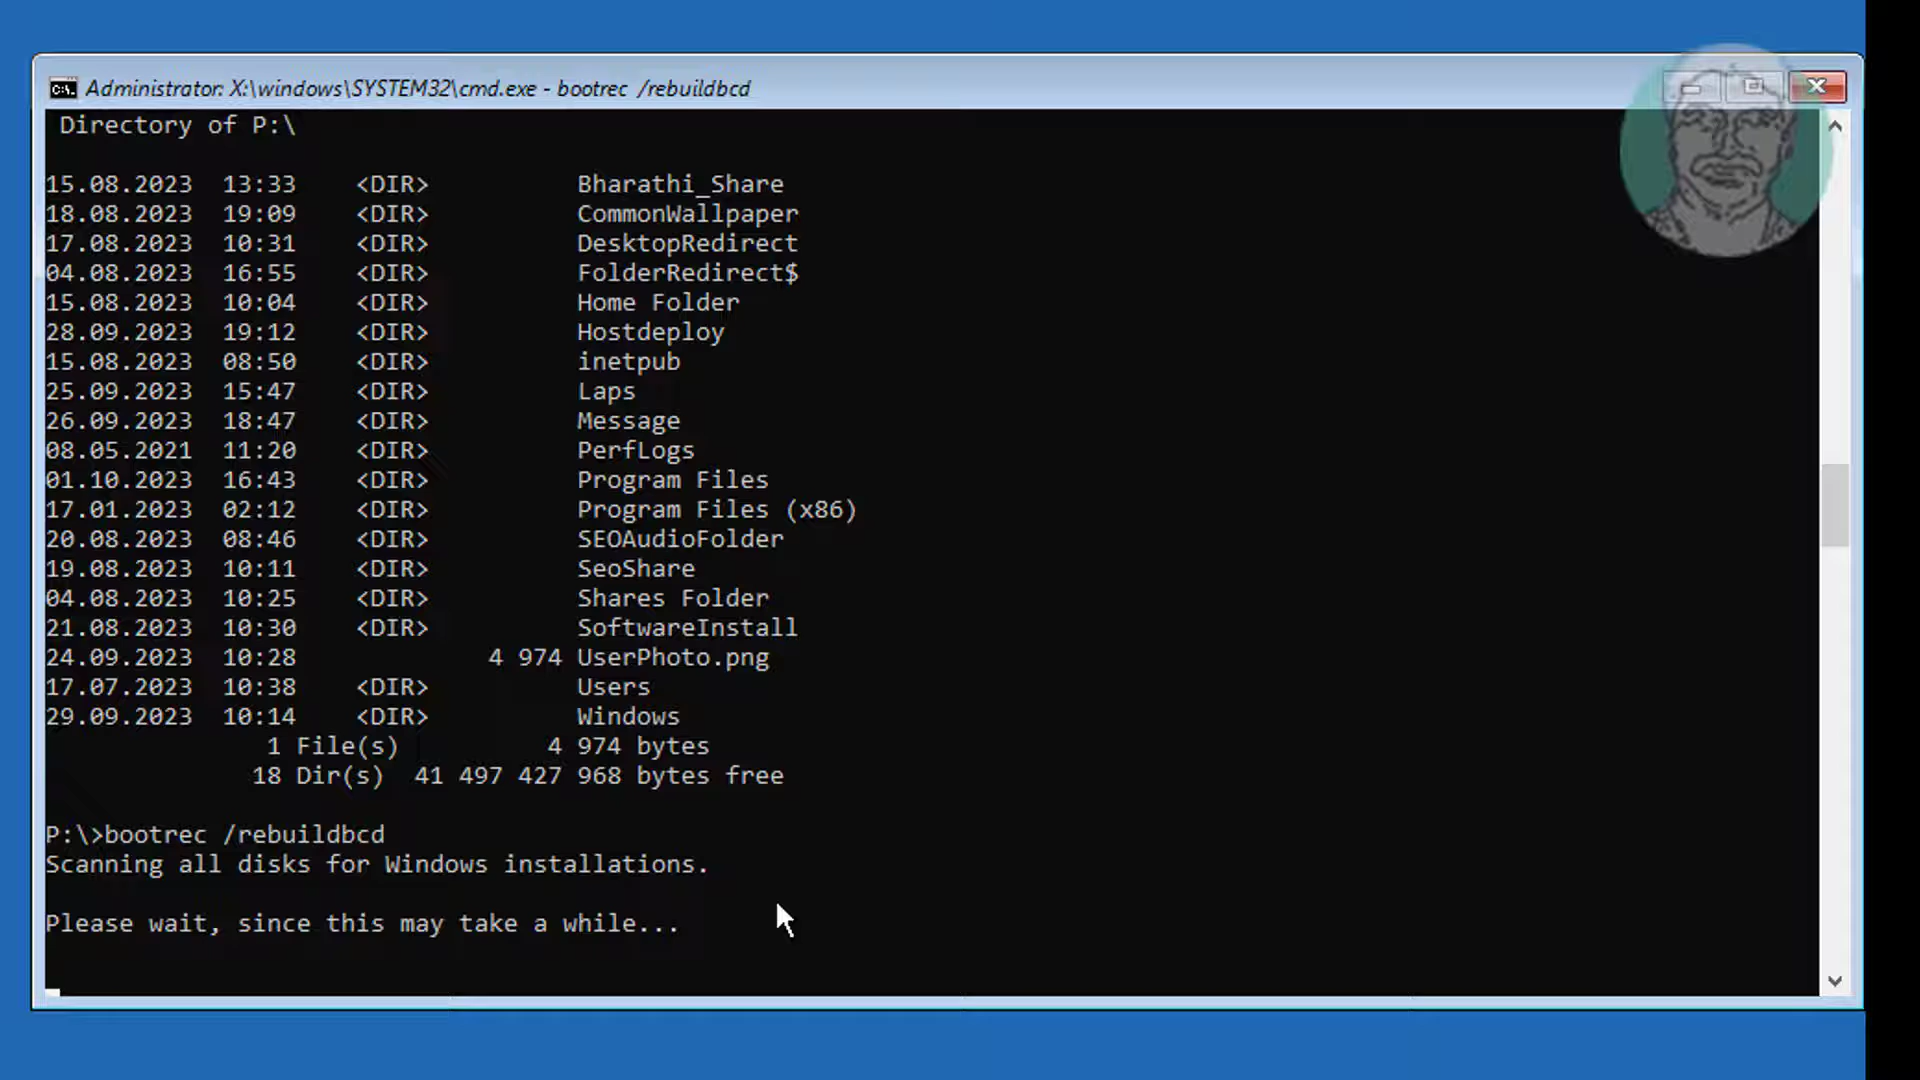 Administrator: X:\windows\SYSTEM32\cmd.exe - bootrec /rebuildbcd
Directory of P:\
15.08.2023 13:33 <DIR> Bharathi_Share
18.08.2023 19:09 <DIR> CommonWallpaper
17.08.2023 10:31 <DIR> DesktopRedirect
04.08.2023 16:55 <DIR> FolderRedirect$
15.08.2023 10:04 <DIR> Home Folder
28.09.2023 19:12 <DIR> Hostdeploy
15.08.2023 08:50 <DIR> inetpub
25.09.2023 15:47 <DIR> Laps
26.09.2023 18:47 <DIR> Message
08.05.2021 11:20 <DIR> PerfLogs
01.10.2023 16:43 <DIR> Program Files
17.01.2023 02:12 <DIR> Program Files (x86)
20.08.2023 08:46 <DIR> SEOAudioFolder
19.08.2023 10:11 <DIR> SeoShare
04.08.2023 10:25 <DIR> Shares Folder
21.08.2023 10:30 <DIR> SoftwareInstall
24.09.2023 10:28 4 974 UserPhoto.png
17.07.2023 10:38 <DIR> Users
29.09.2023 10:14 <DIR> Windows
1 File(s) 4 974 bytes
18 Dir(s) 41 497 427 968 bytes free
P:\>bootrec /rebuildbcd
Scanning all disks for Windows installations.
Please wait, since this may take a while...